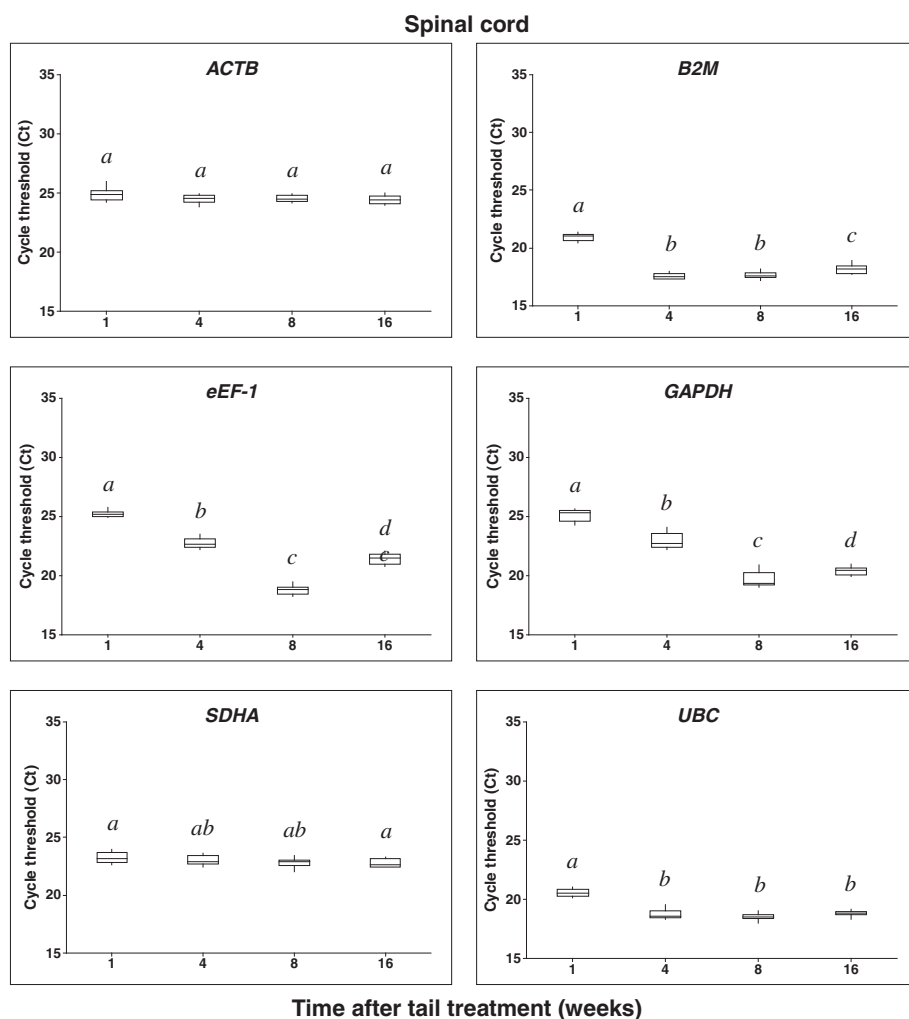 Spinal cord
ACTB
Cycle threshold (Ct)
35
30
25
20
15
a a a a
1 4 8 16
B2M
Cycle threshold (Ct)
35
30
25
20
15
a b b c
1 4 8 16
eEF-1
Cycle threshold (Ct)
35
30
25
20
15
a b c d
c
1 4 8 16
GAPDH
Cycle threshold (Ct)
35
30
25
20
15
a b c d
1 4 8 16
SDHA
Cycle threshold (Ct)
35
30
25
20
15
a ab ab a
1 4 8 16
UBC
Cycle threshold (Ct)
35
30
25
20
15
a b b b
1 4 8 16
Time after tail treatment (weeks)